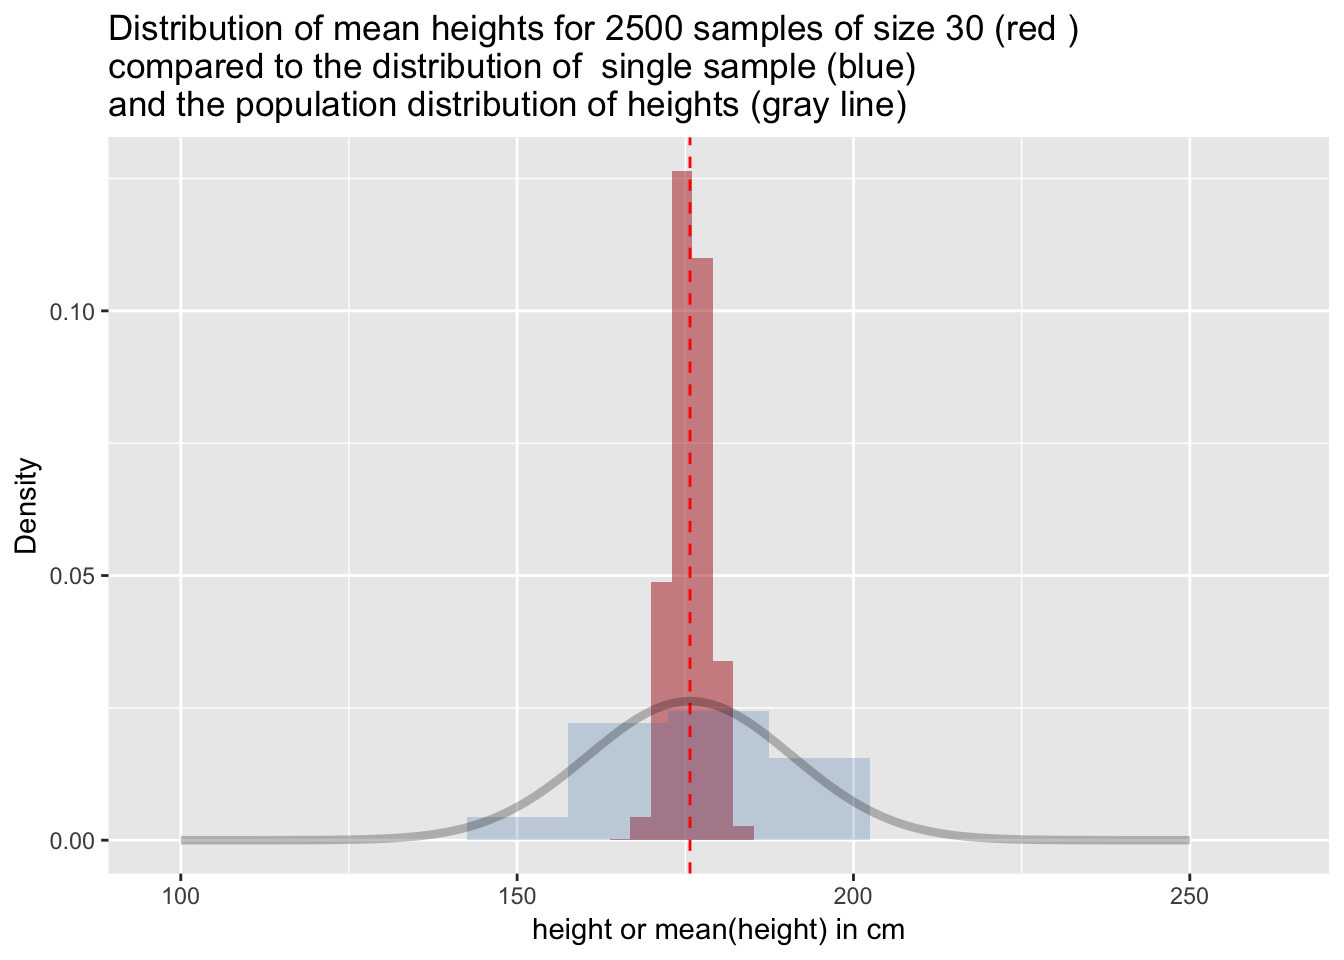 Distribution of mean heights for 2500 samples of size 30 (red )
compared to the distribution of  single sample (blue)
and the population distribution of heights (gray line)
Density
0.10
0.05
0.00
100 150 200 250
height or mean(height) in cm